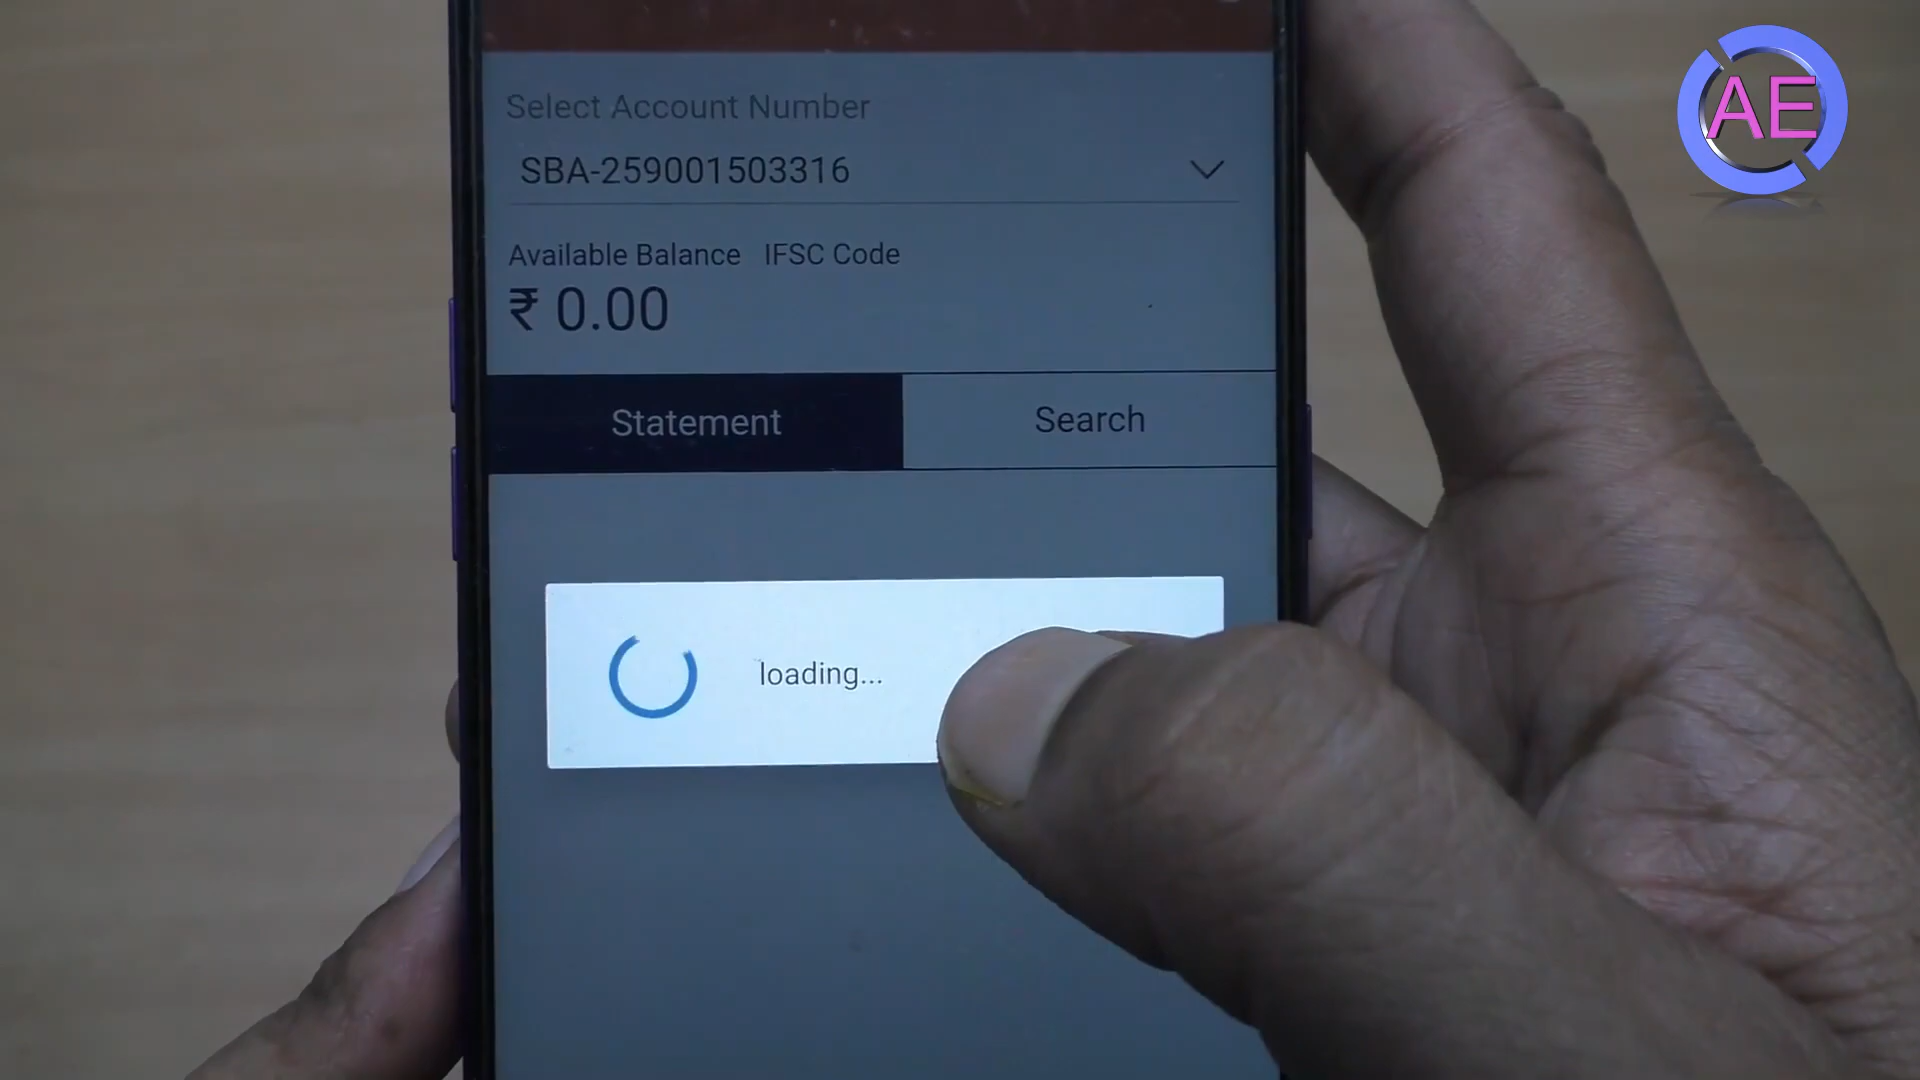 AE
Select Account Number
SBA-259001503316
Available Balance IFSC Code
₹ 0.00
Statement Search
loading...